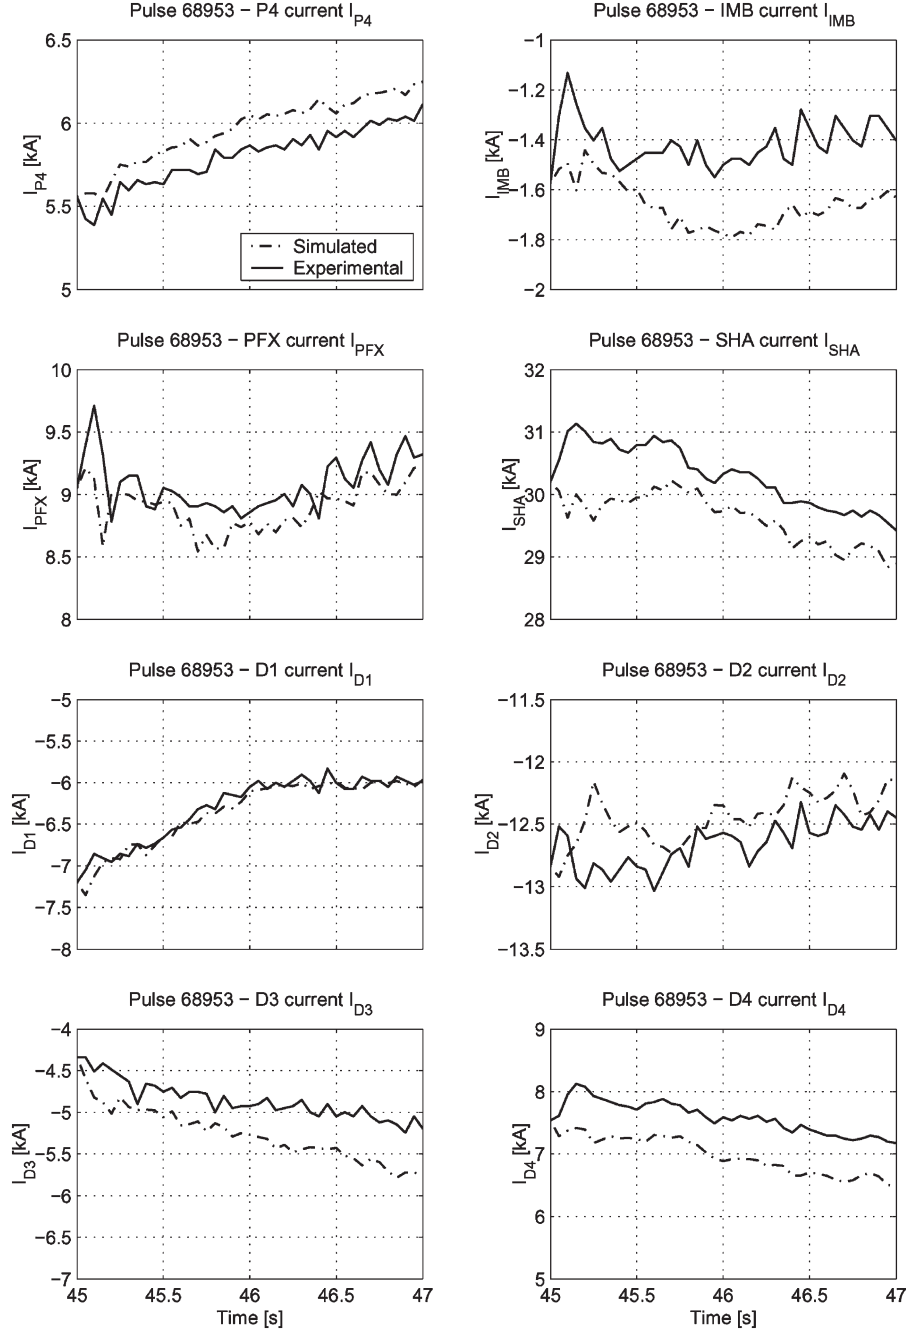 Pulse 68953 − P4 current I_P4
6.5
6
5.5
5
I_P4 [kA]
Simulated
Experimental
Pulse 68953 − IMB current I_IMB
−1
−1.2
−1.4
−1.6
−1.8
−2
I_IMB [kA]
Pulse 68953 − PFX current I_PFX
10
9.5
9
8.5
8
I_PFX [kA]
Pulse 68953 − SHA current I_SHA
32
31
30
29
28
I_SHA [kA]
Pulse 68953 − D1 current I_D1
−5
−5.5
−6
−6.5
−7
−7.5
−8
I_D1 [kA]
Pulse 68953 − D2 current I_D2
−11.5
−12
−12.5
−13
−13.5
I_D2 [kA]
Pulse 68953 − D3 current I_D3
−4
−4.5
−5
−5.5
−6
−6.5
−7
I_D3 [kA]
45 45.5 46 46.5 47
Time [s]
Pulse 68953 − D4 current I_D4
9
8
7
6
5
I_D4 [kA]
45 45.5 46 46.5 47
Time [s]